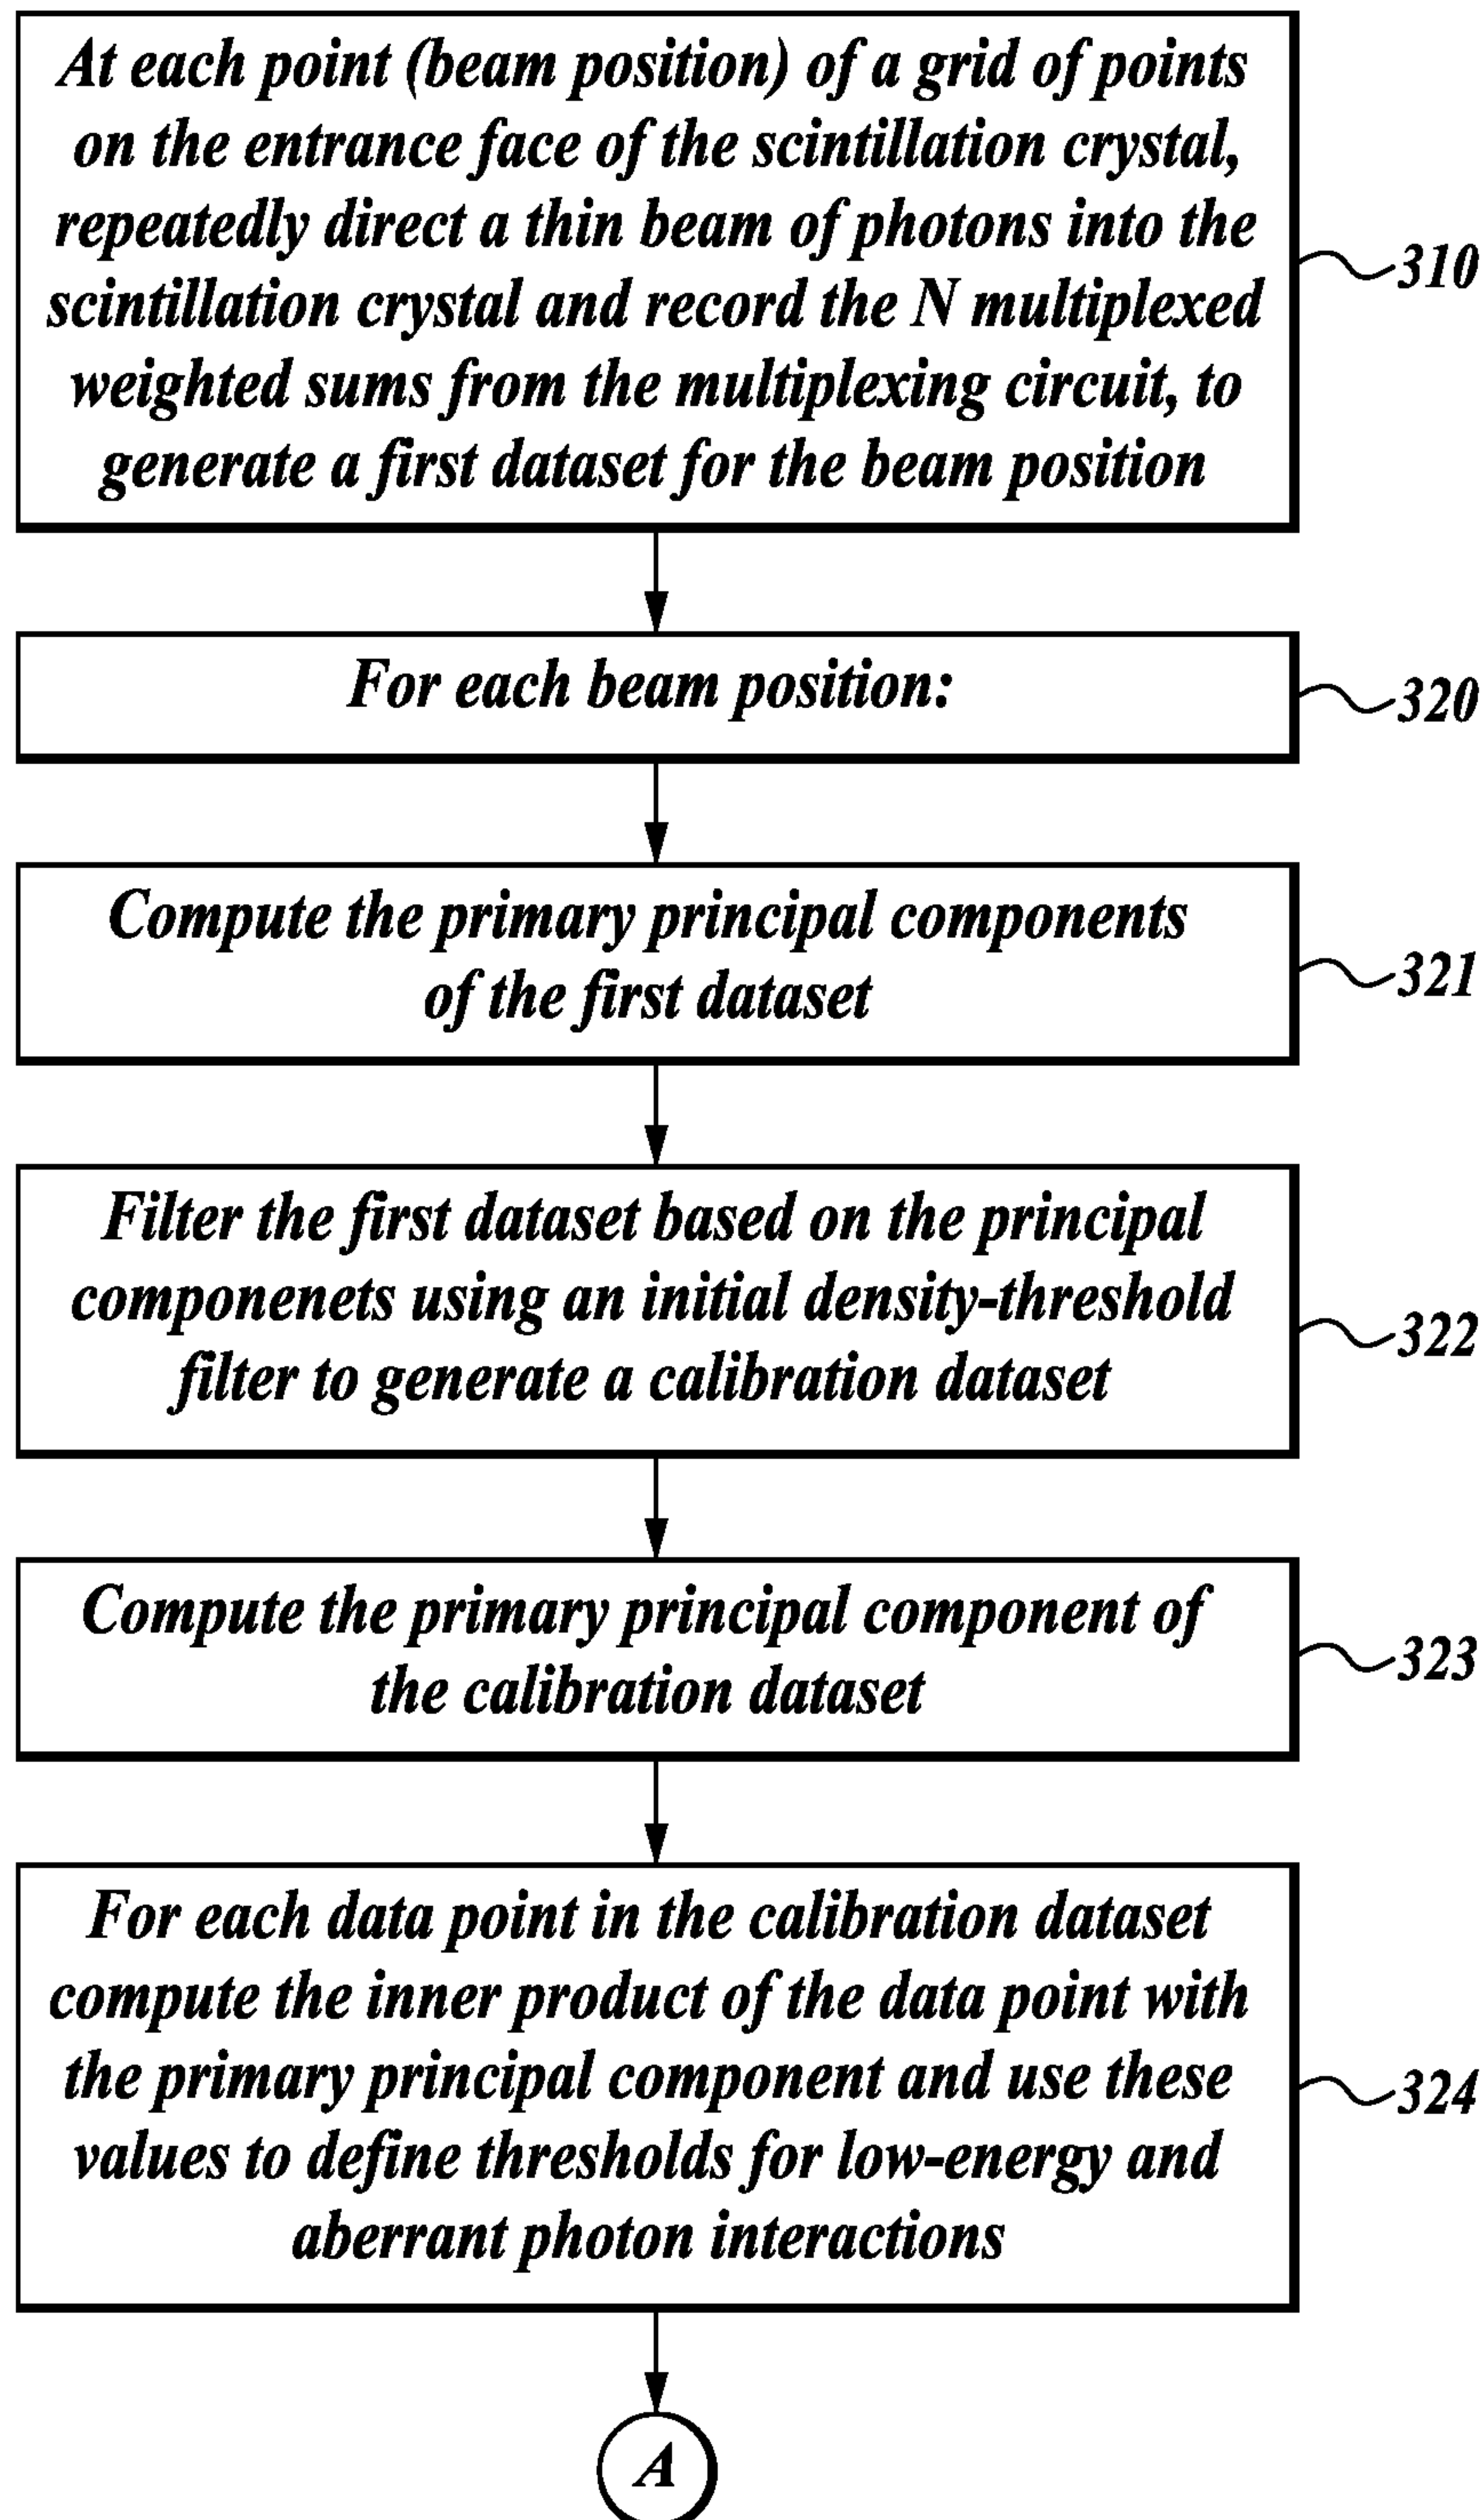 At each point (beam position) of a grid of points
on the entrance face of the scintillation crystal,
repeatedly direct a thin beam of photons into the
scintillation crystal and record the N multiplexed
weighted sums from the multiplexing circuit, to
generate a first dataset for the beam position
310
For each beam position:
320
Compute the primary principal components
of the first dataset
321
Filter the first dataset based on the principal
componenets using an initial density-threshold
filter to generate a calibration dataset
322
Compute the primary principal component of
the calibration dataset
323
For each data point in the calibration dataset
compute the inner product of the data point with
the primary principal component and use these
values to define thresholds for low-energy and
aberrant photon interactions
324
A